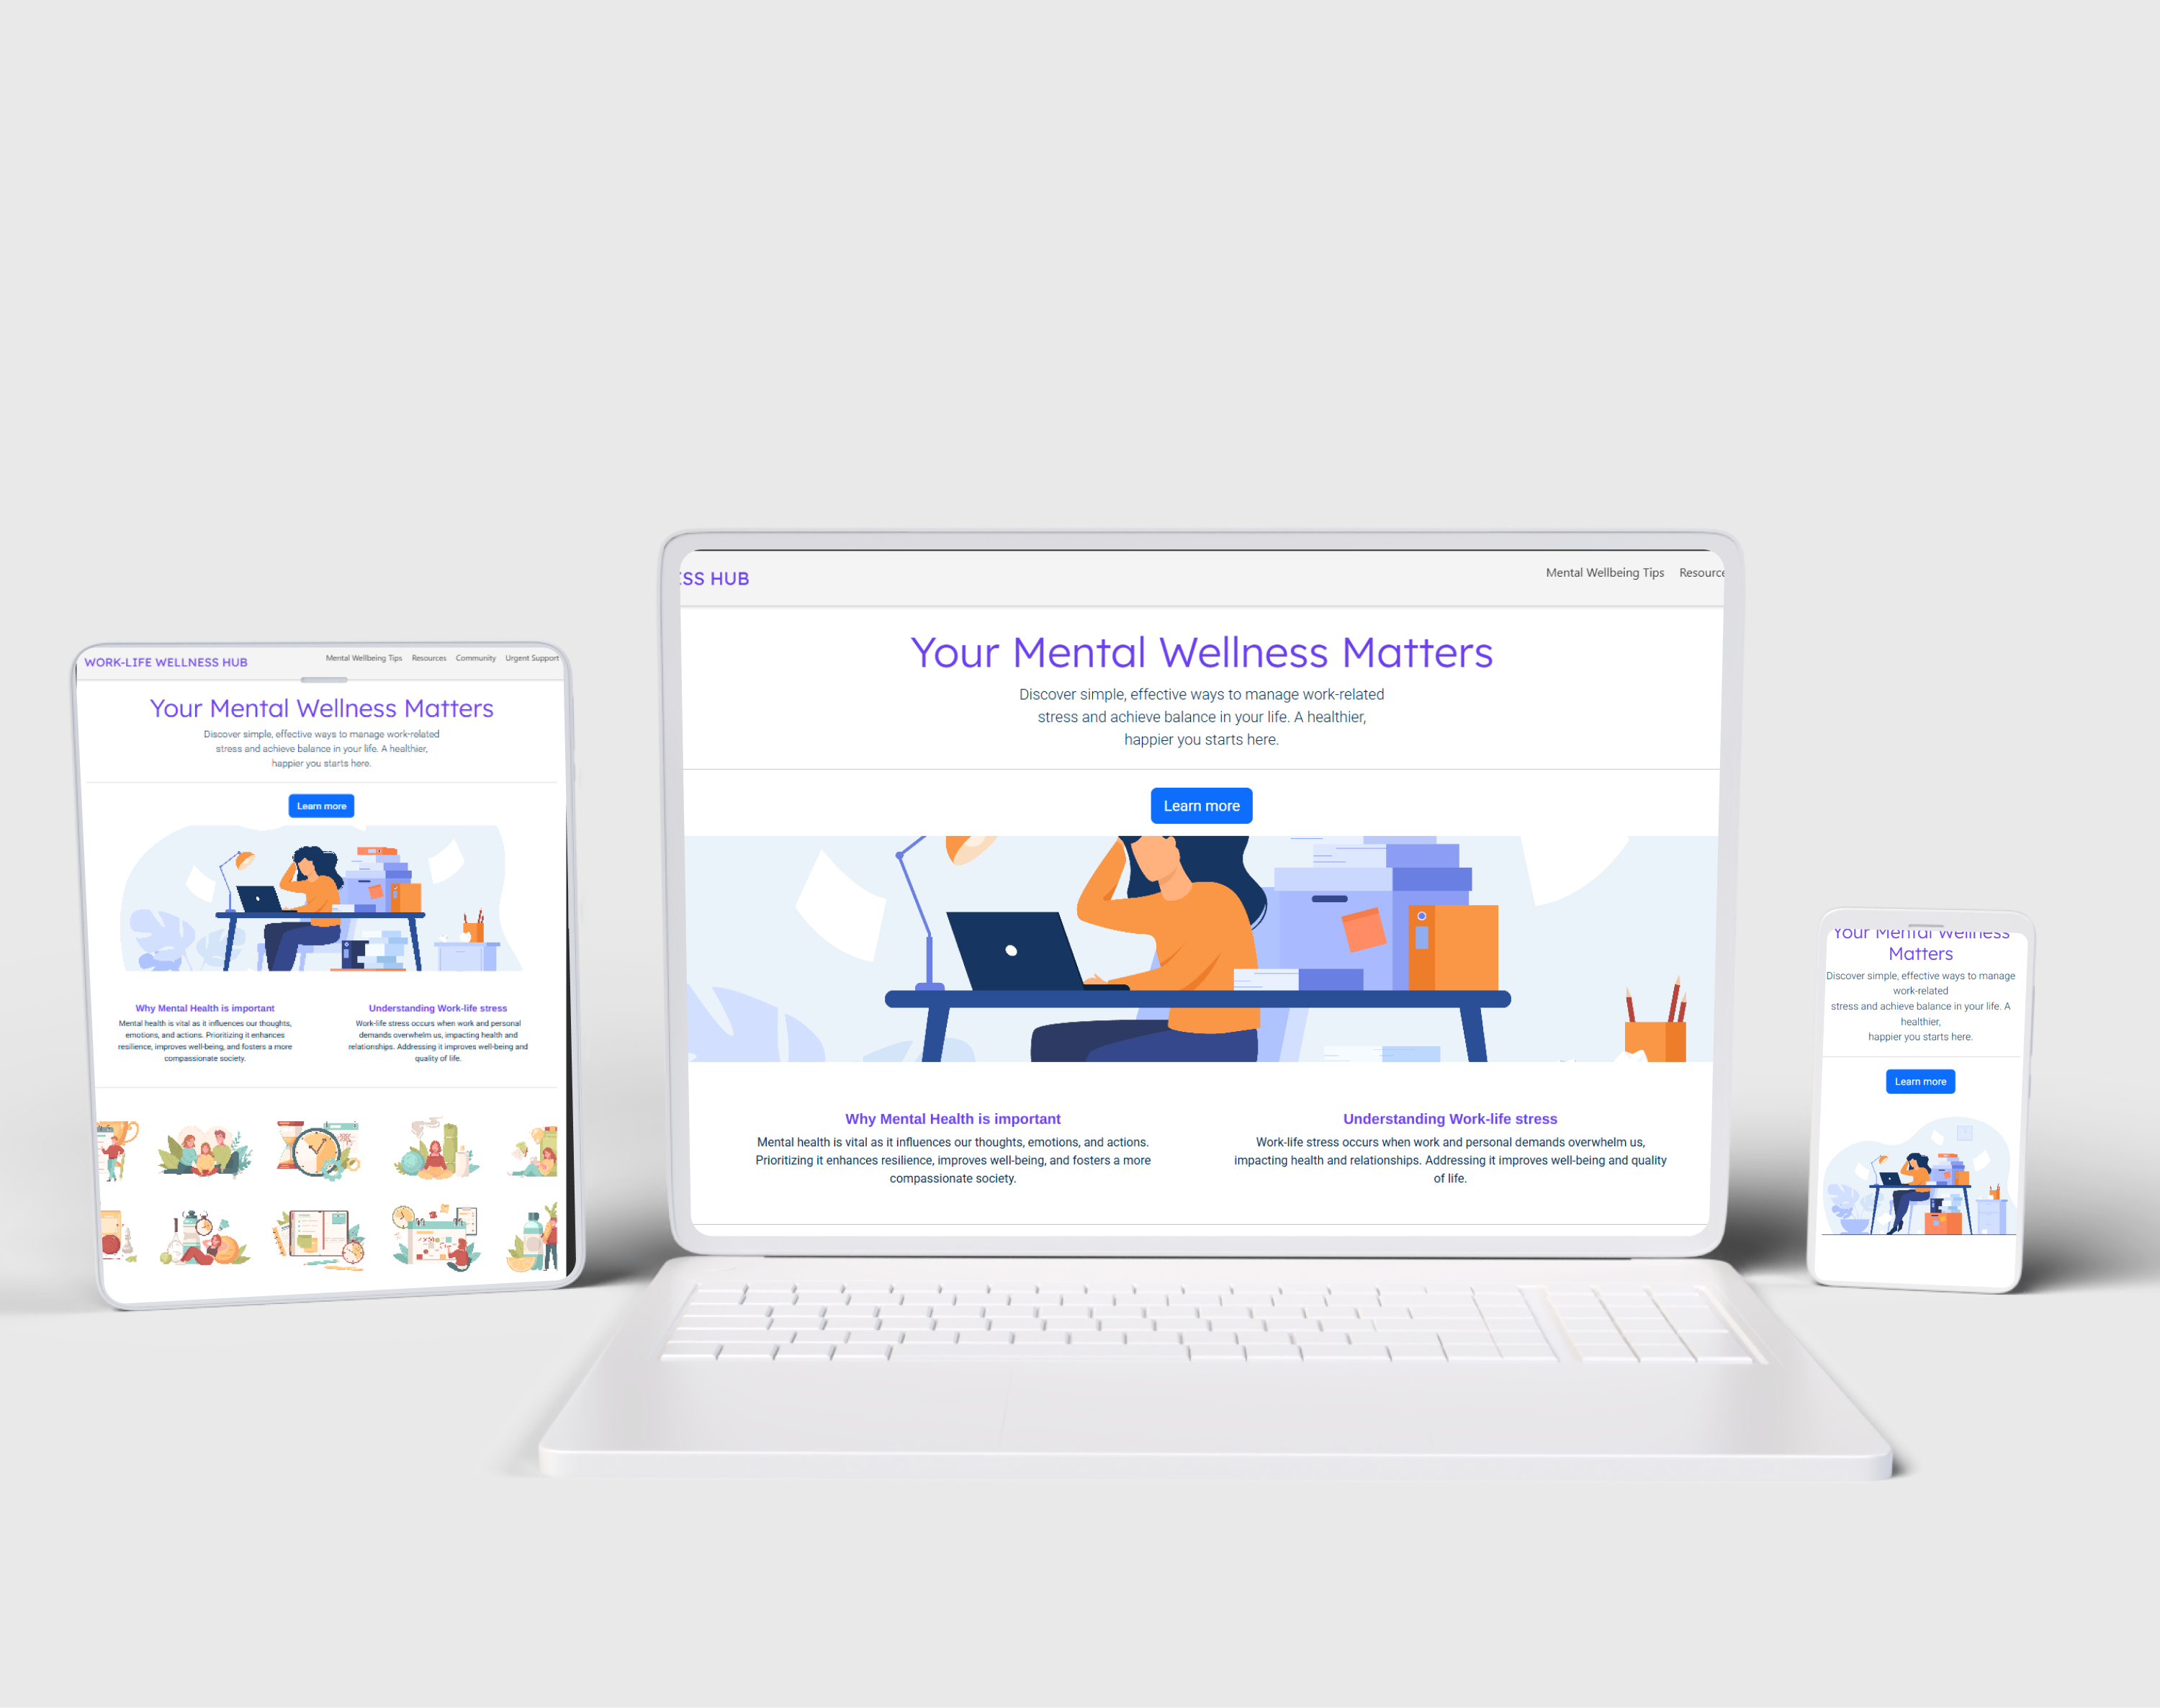 WORK-LIFE WELLNESS HUB
Mental Wellbeing Tips Resources Community Urgent Support
Your Mental Wellness Matters
Discover simple, effective ways to manage work-related
stress and achieve balance in your life. A healthier,
happier you starts here.
Learn more
Why Mental Health is important
Mental health is vital as it influences our thoughts,
emotions, and actions. Prioritizing it enhances
resilience, improves well-being, and fosters a more
compassionate society.
Understanding Work-life stress
Work-life stress occurs when work and personal
demands overwhelm us, impacting health and
relationships. Addressing it improves well-being and
quality of life.
ESS HUB
Mental Wellbeing Tips Resource
Your Mental Wellness Matters
Discover simple, effective ways to manage work-related
stress and achieve balance in your life. A healthier,
happier you starts here.
Learn more
Why Mental Health is important
Mental health is vital as it influences our thoughts, emotions, and actions.
Prioritizing it enhances resilience, improves well-being, and fosters a more
compassionate society.
Understanding Work-life stress
Work-life stress occurs when work and personal demands overwhelm us,
impacting health and relationships. Addressing it improves well-being and quality
of life.
Your Mental Wellness
Matters
Discover simple, effective ways to manage
work-related
stress and achieve balance in your life. A
healthier,
happier you starts here.
Learn more